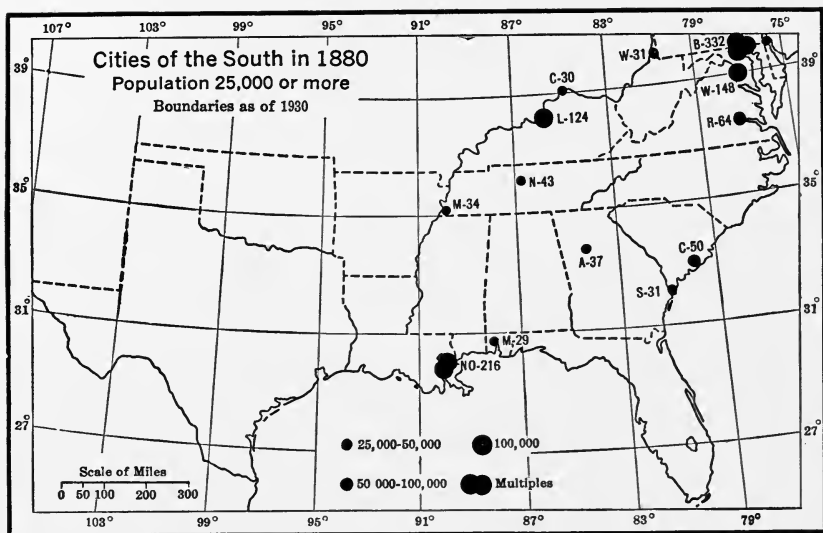 107° 103° 99° 95° 91° 87° 83° 79° 75°
Cities of the South in 1880
Population 25,000 or more
Boundaries as of 1930
39° 39°
W-31
B-332
C-30
W-148
L-124
R-64
35° 35°
N-43
M-34
C-50
A-37
S-31
31° 31°
M-29
NO-216
27° 27°
25,000-50,000 100,000
50 000-100,000 Multiples
Scale of Miles
0 50 100 200 300
103° 99° 95° 91° 87° 83° 79°